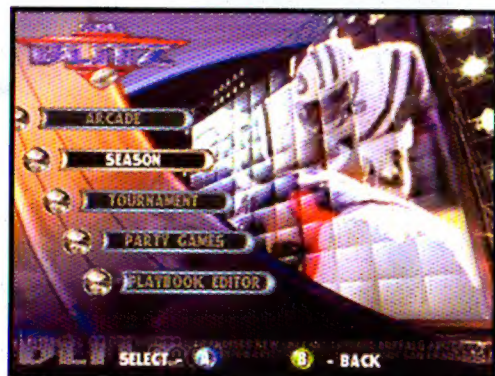 BLITZ
ARCADE
SEASON
TOURNAMENT
PARTY GAMES
PLAYBOOK EDITOR
SELECT - A B - BACK